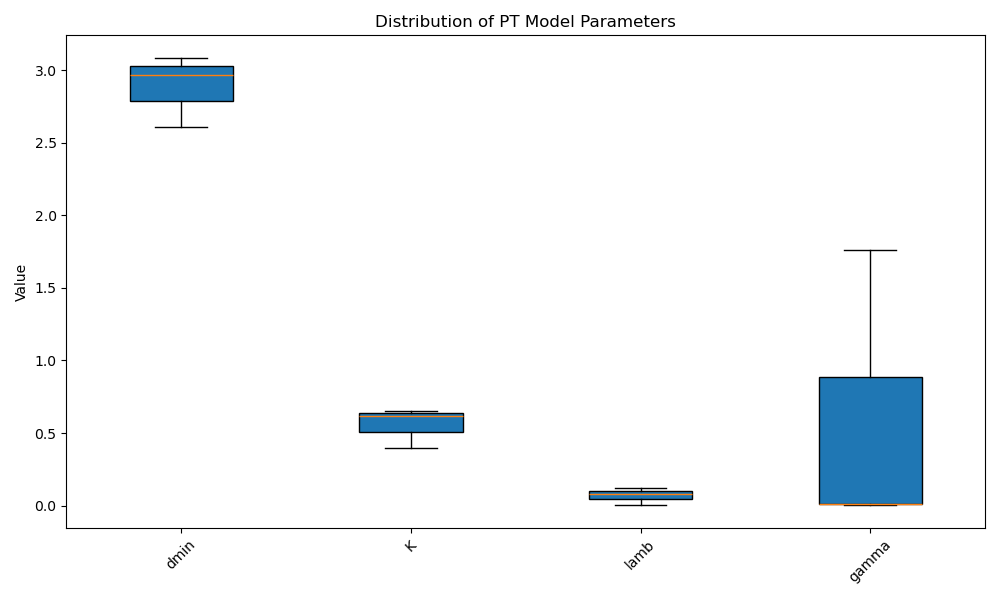 Distribution of PT Model Parameters
Value
3.0
2.5
2.0
1.5
1.0
0.5
0.0
dmin
K
lamb
gamma